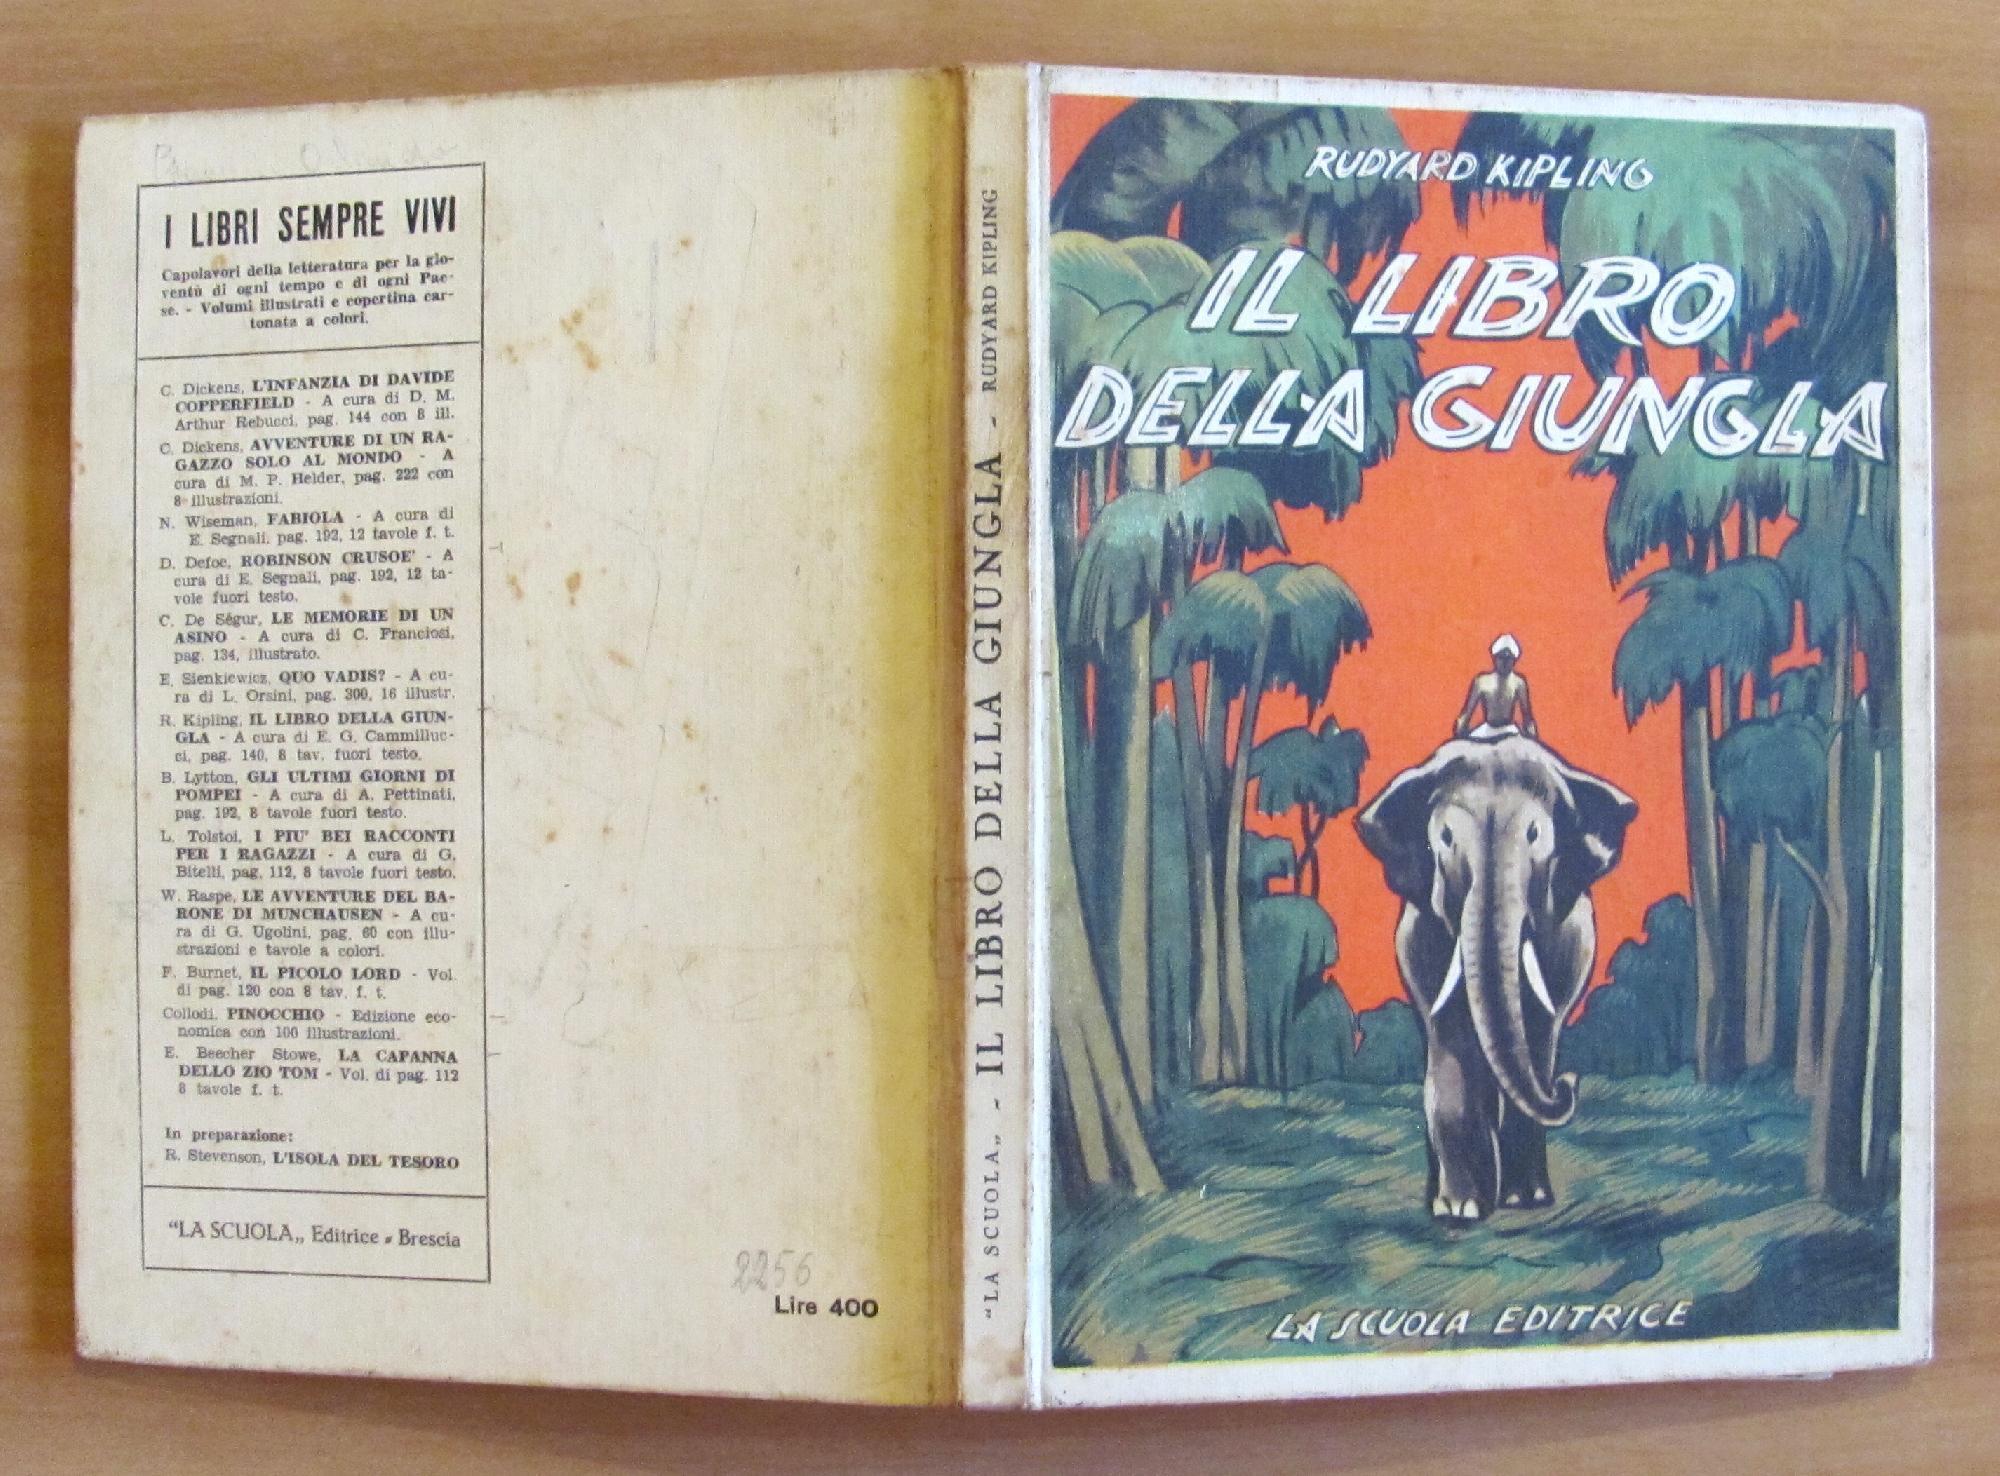 I LIBRI SEMPRE VIVI
Capolavori della letteratura per la gio-
ventù di ogni tempo e di ogni Pae-
se. - Volumi illustrati e copertina car-
tonata a colori.
C. Dickens, L'INFANZIA DI DAVIDE
COPPERFIELD - A cura di D. M.
Arthur Rebucci, pag. 144 con 8 ill.
C. Dickens, AVVENTURE DI UN RA-
GAZZO SOLO AL MONDO - A
cura di M. P. Helder, pag. 222 con
8 illustrazioni.
N. Wiseman, FABIOLA - A cura di
E. Segnali, pag. 192, 12 tavole f. t.
D. Defoe, ROBINSON CRUSOE' - A
cura di E. Segnali, pag. 192, 12 ta-
vole fuori testo.
C. De Ségur, LE MEMORIE DI UN
ASINO - A cura di C. Franciosi,
pag. 134, illustrato.
E. Sienkiewicz, QUO VADIS? - A cu-
ra di L. Orsini, pag. 300, 16 illustr.
R. Kipling, IL LIBRO DELLA GIUN-
GLA - A cura di E. G. Cammilluc-
ci, pag. 140, 8 tav. fuori testo.
B. Lytton, GLI ULTIMI GIORNI DI
POMPEI - A cura di A. Pettinati,
pag. 192, 8 tavole fuori testo.
L. Tolstoi, I PIU' BEI RACCONTI
PER I RAGAZZI - A cura di G.
Bitelli, pag. 112, 8 tavole fuori testo.
W. Raspe, LE AVVENTURE DEL BA-
RONE DI MUNCHAUSEN - A cu-
ra di G. Ugolini, pag. 60 con illu-
strazioni e tavole a colori.
F. Burnet, IL PICOLO LORD - Vol.
di pag. 120 con 8 tav. f. t.
Collodi, PINOCCHIO - Edizione eco-
nomica con 100 illustrazioni.
E. Beecher Stowe, LA CAPANNA
DELLO ZIO TOM - Vol. di pag. 112
8 tavole f. t.
In preparazione:
R. Stevenson, L'ISOLA DEL TESORO
"LA SCUOLA„ Editrice - Brescia
2256
Lire 400
"LA SCUOLA„ - IL LIBRO DELLA GIUNGLA - RUDYARD KIPLING
RUDYARD KIPLING
IL LIBRO
DELLA GIUNGLA
LA SCUOLA EDITRICE